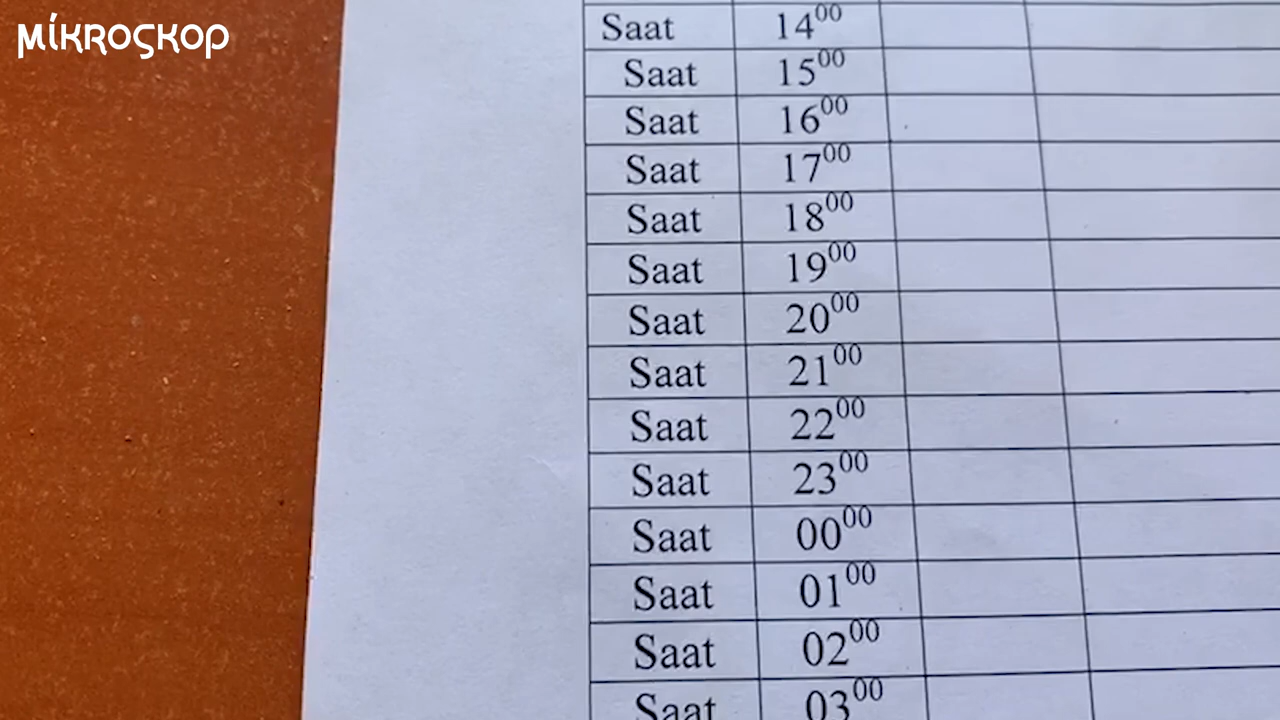 MİKROSKOP
Saat 14⁰⁰
Saat 15⁰⁰
Saat 16⁰⁰
Saat 17⁰⁰
Saat 18⁰⁰
Saat 19⁰⁰
Saat 20⁰⁰
Saat 21⁰⁰
Saat 22⁰⁰
Saat 23⁰⁰
Saat 00⁰⁰
Saat 01⁰⁰
Saat 02⁰⁰
Saat 03⁰⁰